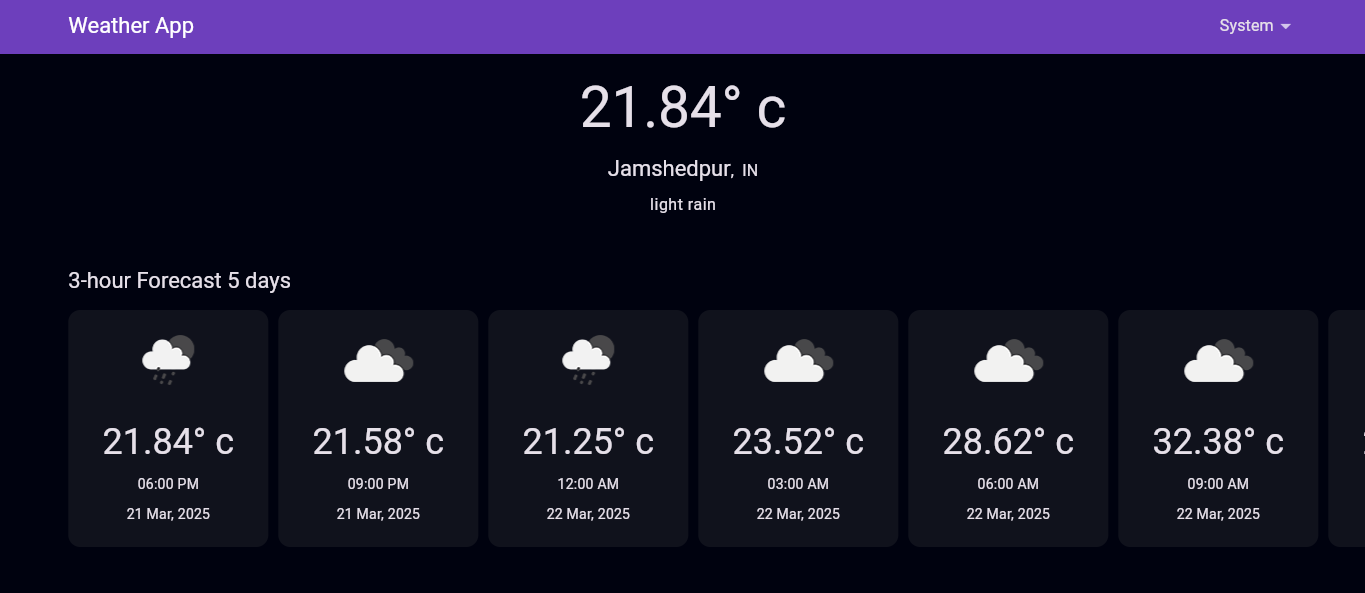 Weather App
System
21.84° c
Jamshedpur, IN
light rain
3-hour Forecast 5 days
21.84° c
06:00 PM
21 Mar, 2025
21.58° c
09:00 PM
21 Mar, 2025
21.25° c
12:00 AM
22 Mar, 2025
23.52° c
03:00 AM
22 Mar, 2025
28.62° c
06:00 AM
22 Mar, 2025
32.38° c
09:00 AM
22 Mar, 2025